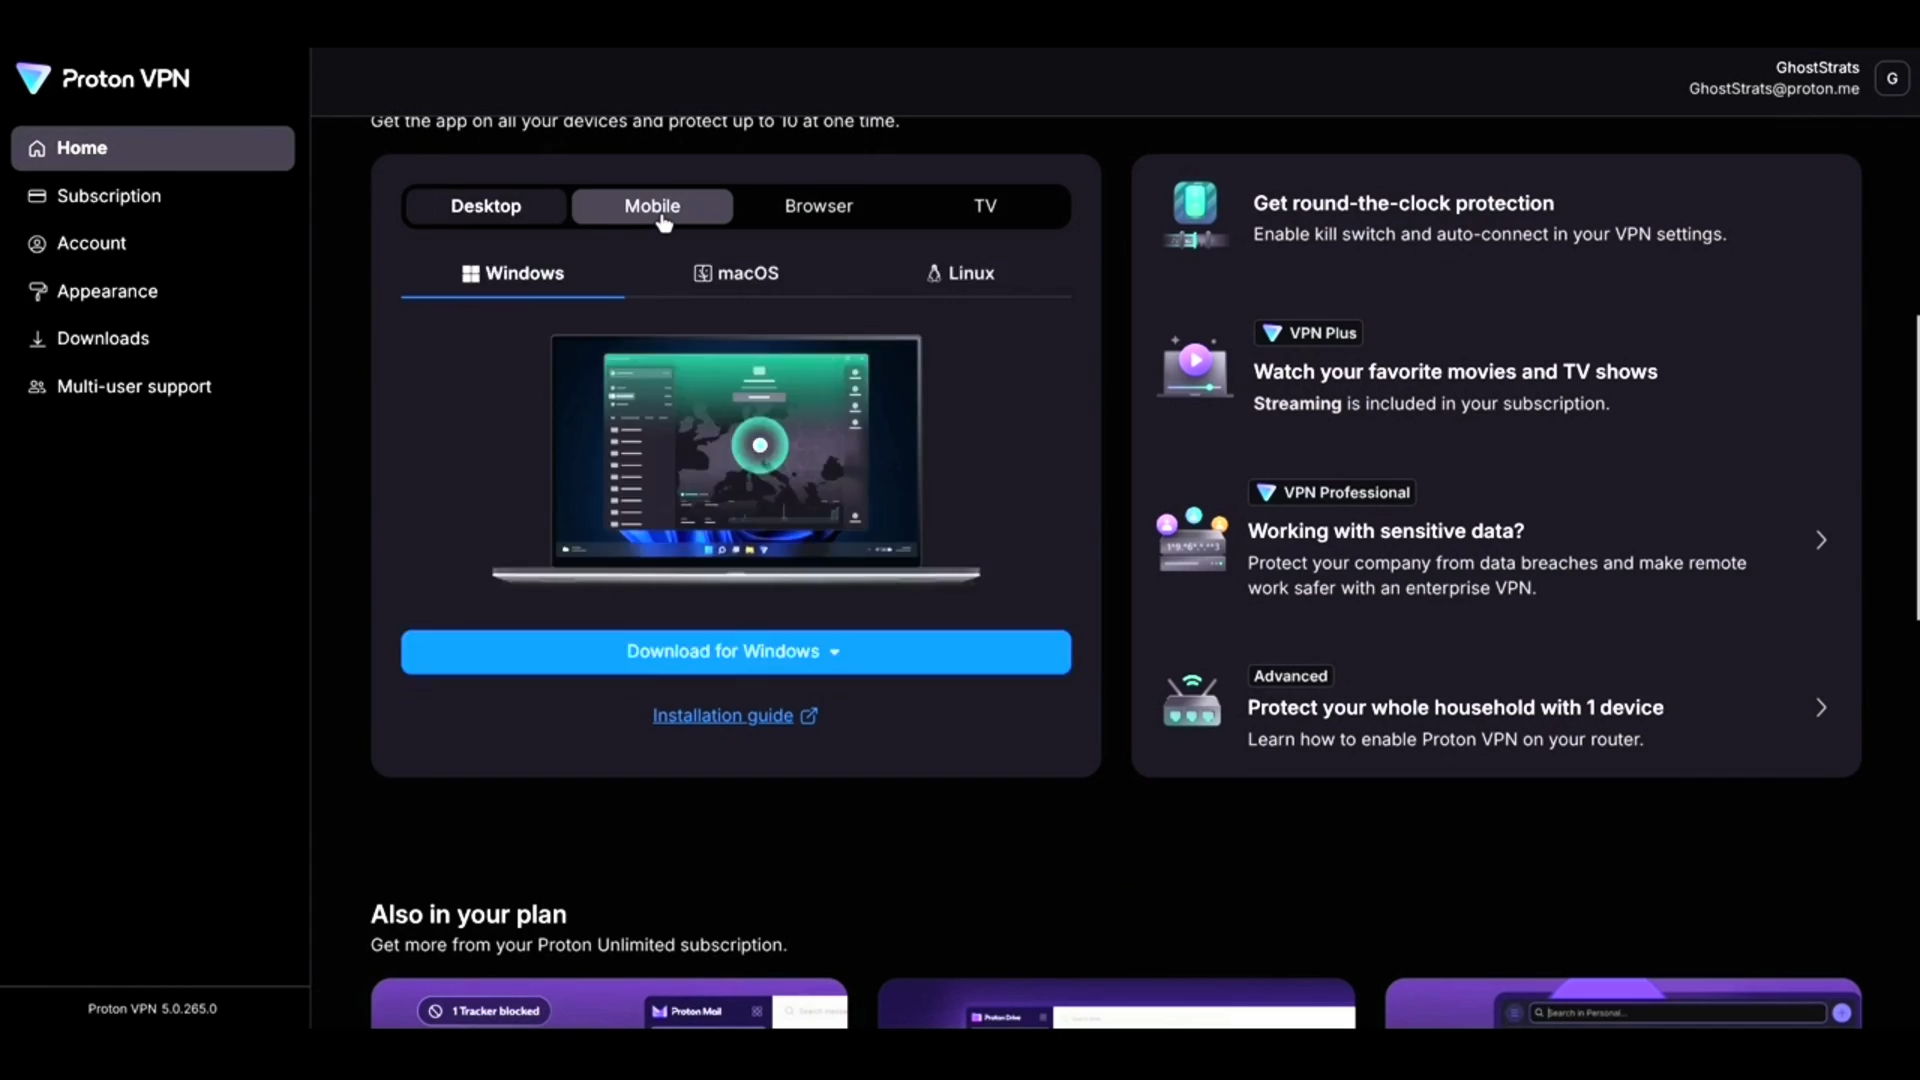 Proton VPN
GhostStrats
GhostStrats@proton.me
G
Home
Subscription
Account
Appearance
Downloads
Multi-user support
Proton VPN 5.0.265.0
Get the app on all your devices and protect up to 10 at one time.
Desktop
Mobile
Browser
TV
Windows
macOS
Linux
Download for Windows
Installation guide
Get round-the-clock protection
Enable kill switch and auto-connect in your VPN settings.
VPN Plus
Watch your favorite movies and TV shows
Streaming is included in your subscription.
VPN Professional
Working with sensitive data?
Protect your company from data breaches and make remote
work safer with an enterprise VPN.
Advanced
Protect your whole household with 1 device
Learn how to enable Proton VPN on your router.
Also in your plan
Get more from your Proton Unlimited subscription.
1 Tracker blocked
Proton Mail
Proton Drive
Search in Personal...